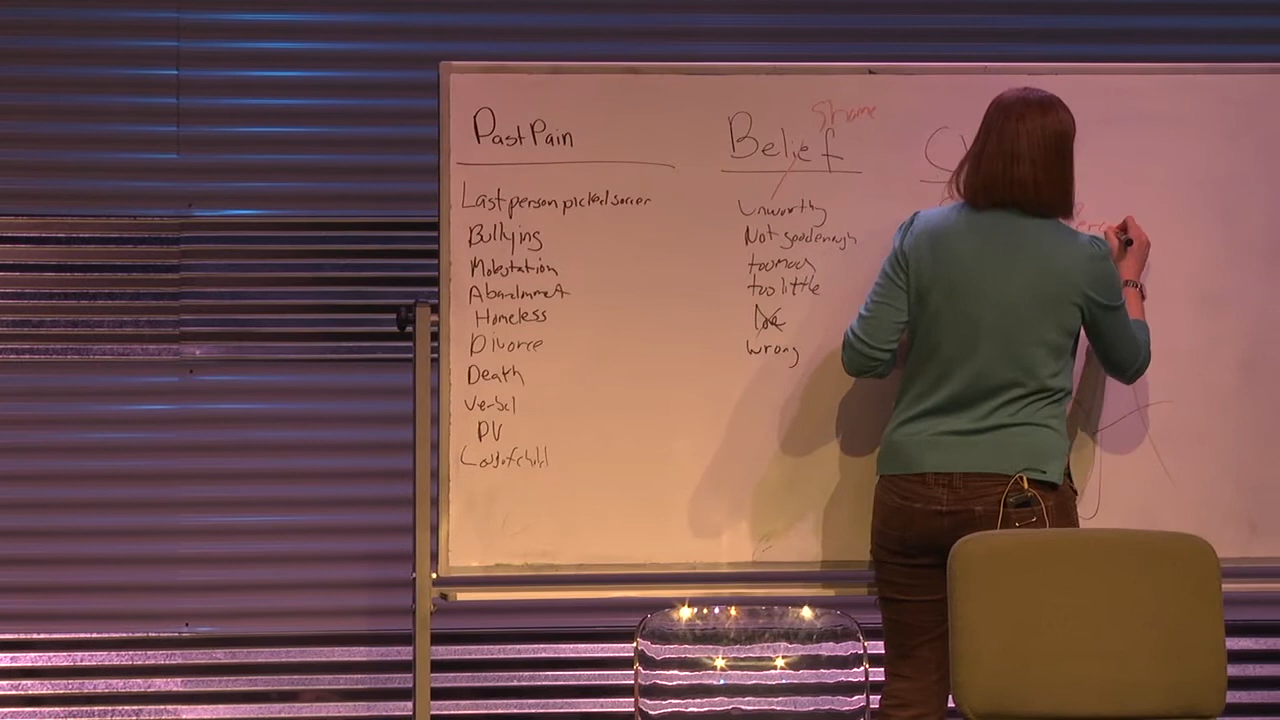 Past Pain
Last person picked soccer
Bullying
Molestation
Abandonment
Homeless
Divorce
Death
Verbal
DV
Loss of child
shame
Belief
Unworthy
Not good enough
too much
too little
wrong